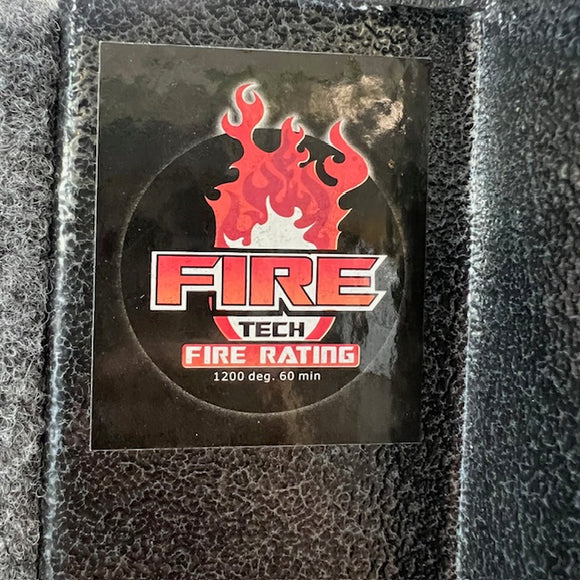 FIRE
TECH
FIRE RATING
1200 deg. 60 min